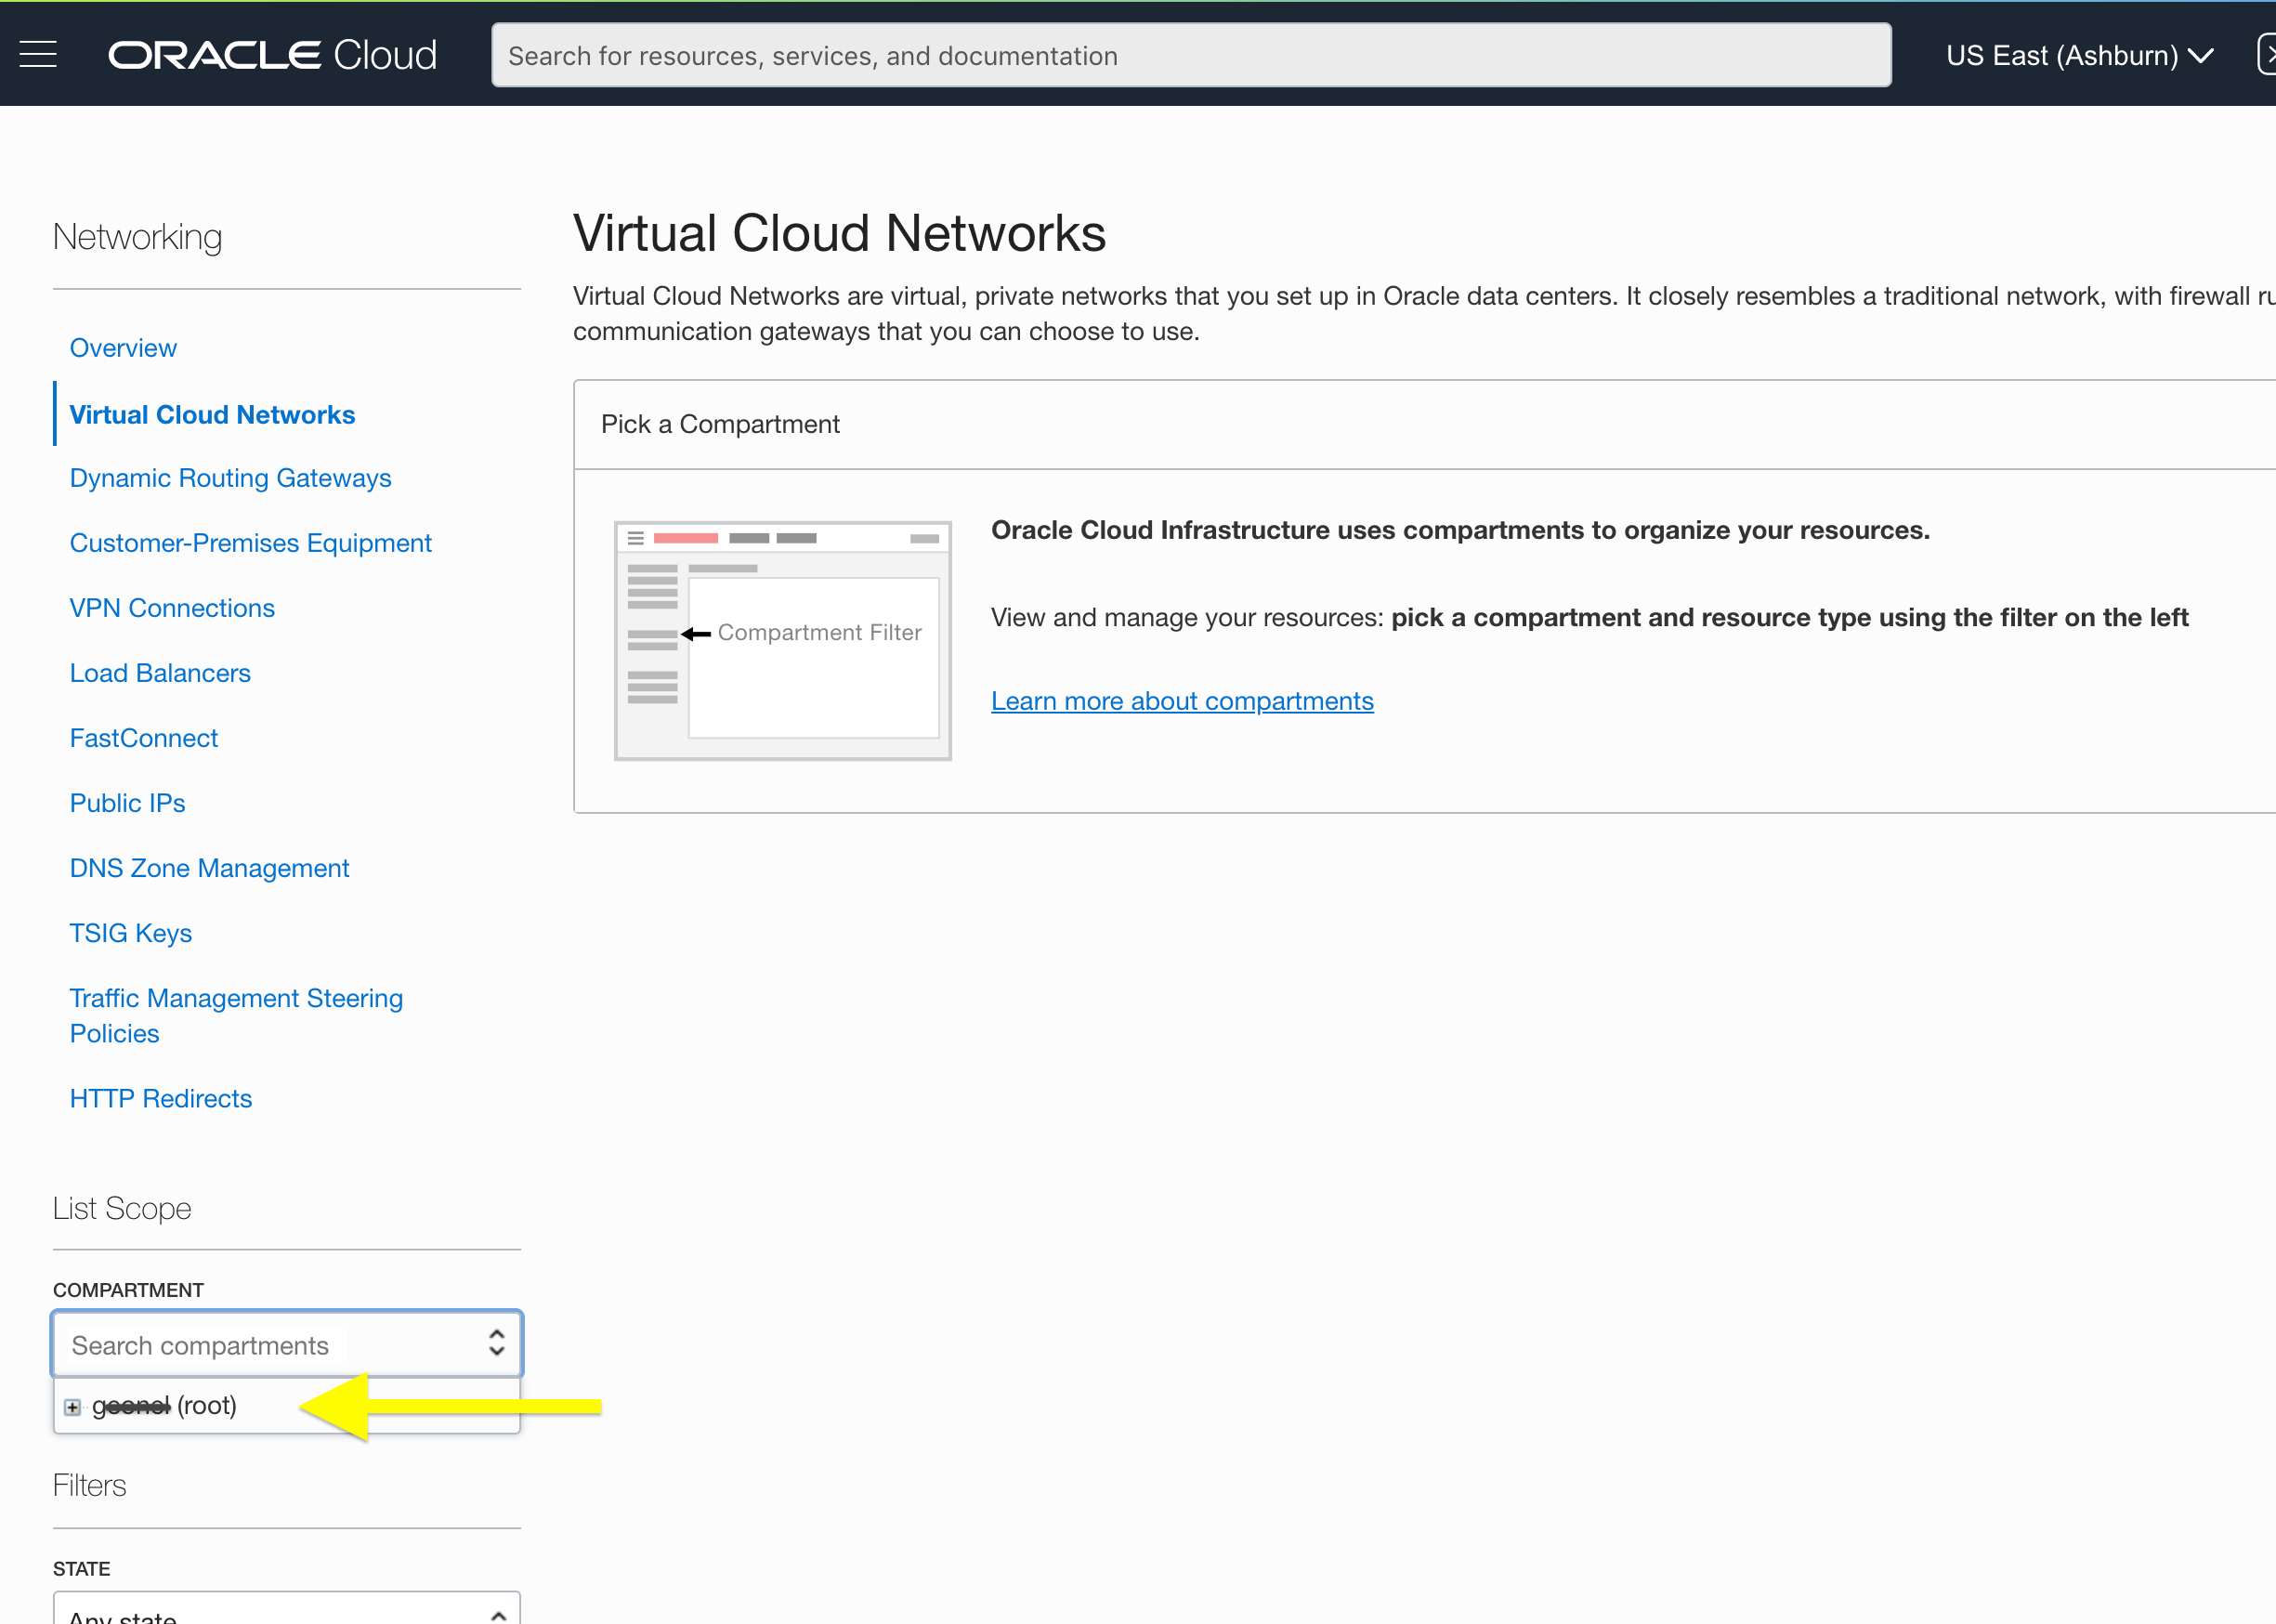 ORACLE Cloud
Search for resources, services, and documentation
US East (Ashburn)
Networking
Overview
Virtual Cloud Networks
Dynamic Routing Gateways
Customer-Premises Equipment
VPN Connections
Load Balancers
FastConnect
Public IPs
DNS Zone Management
TSIG Keys
Traffic Management Steering
Policies
HTTP Redirects
List Scope
COMPARTMENT
Search compartments
(root)
Filters
STATE
Any state
Virtual Cloud Networks
Virtual Cloud Networks are virtual, private networks that you set up in Oracle data centers. It closely resembles a traditional network, with firewall
communication gateways that you can choose to use.
Pick a Compartment
Compartment Filter
Oracle Cloud Infrastructure uses compartments to organize your resources.
View and manage your resources: pick a compartment and resource type using the filter on the left
Learn more about compartments